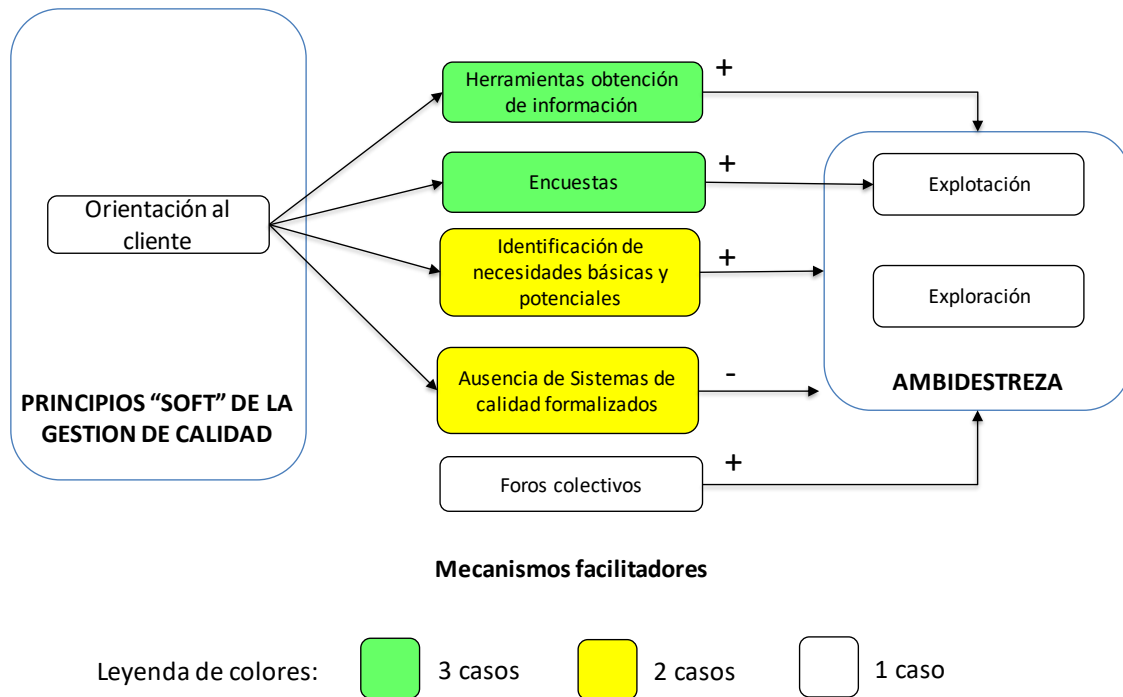 Herramientas obtención
de información
+
Encuestas
+
Explotación
Orientación al
cliente
Identificación de
necesidades básicas y
potenciales
+
Exploración
PRINCIPIOS “SOFT” DE LA
GESTION DE CALIDAD
Ausencia de Sistemas de
calidad formalizados
-
AMBIDESTREZA
Foros colectivos
+
Mecanismos facilitadores
Leyenda de colores:
3 casos
2 casos
1 caso